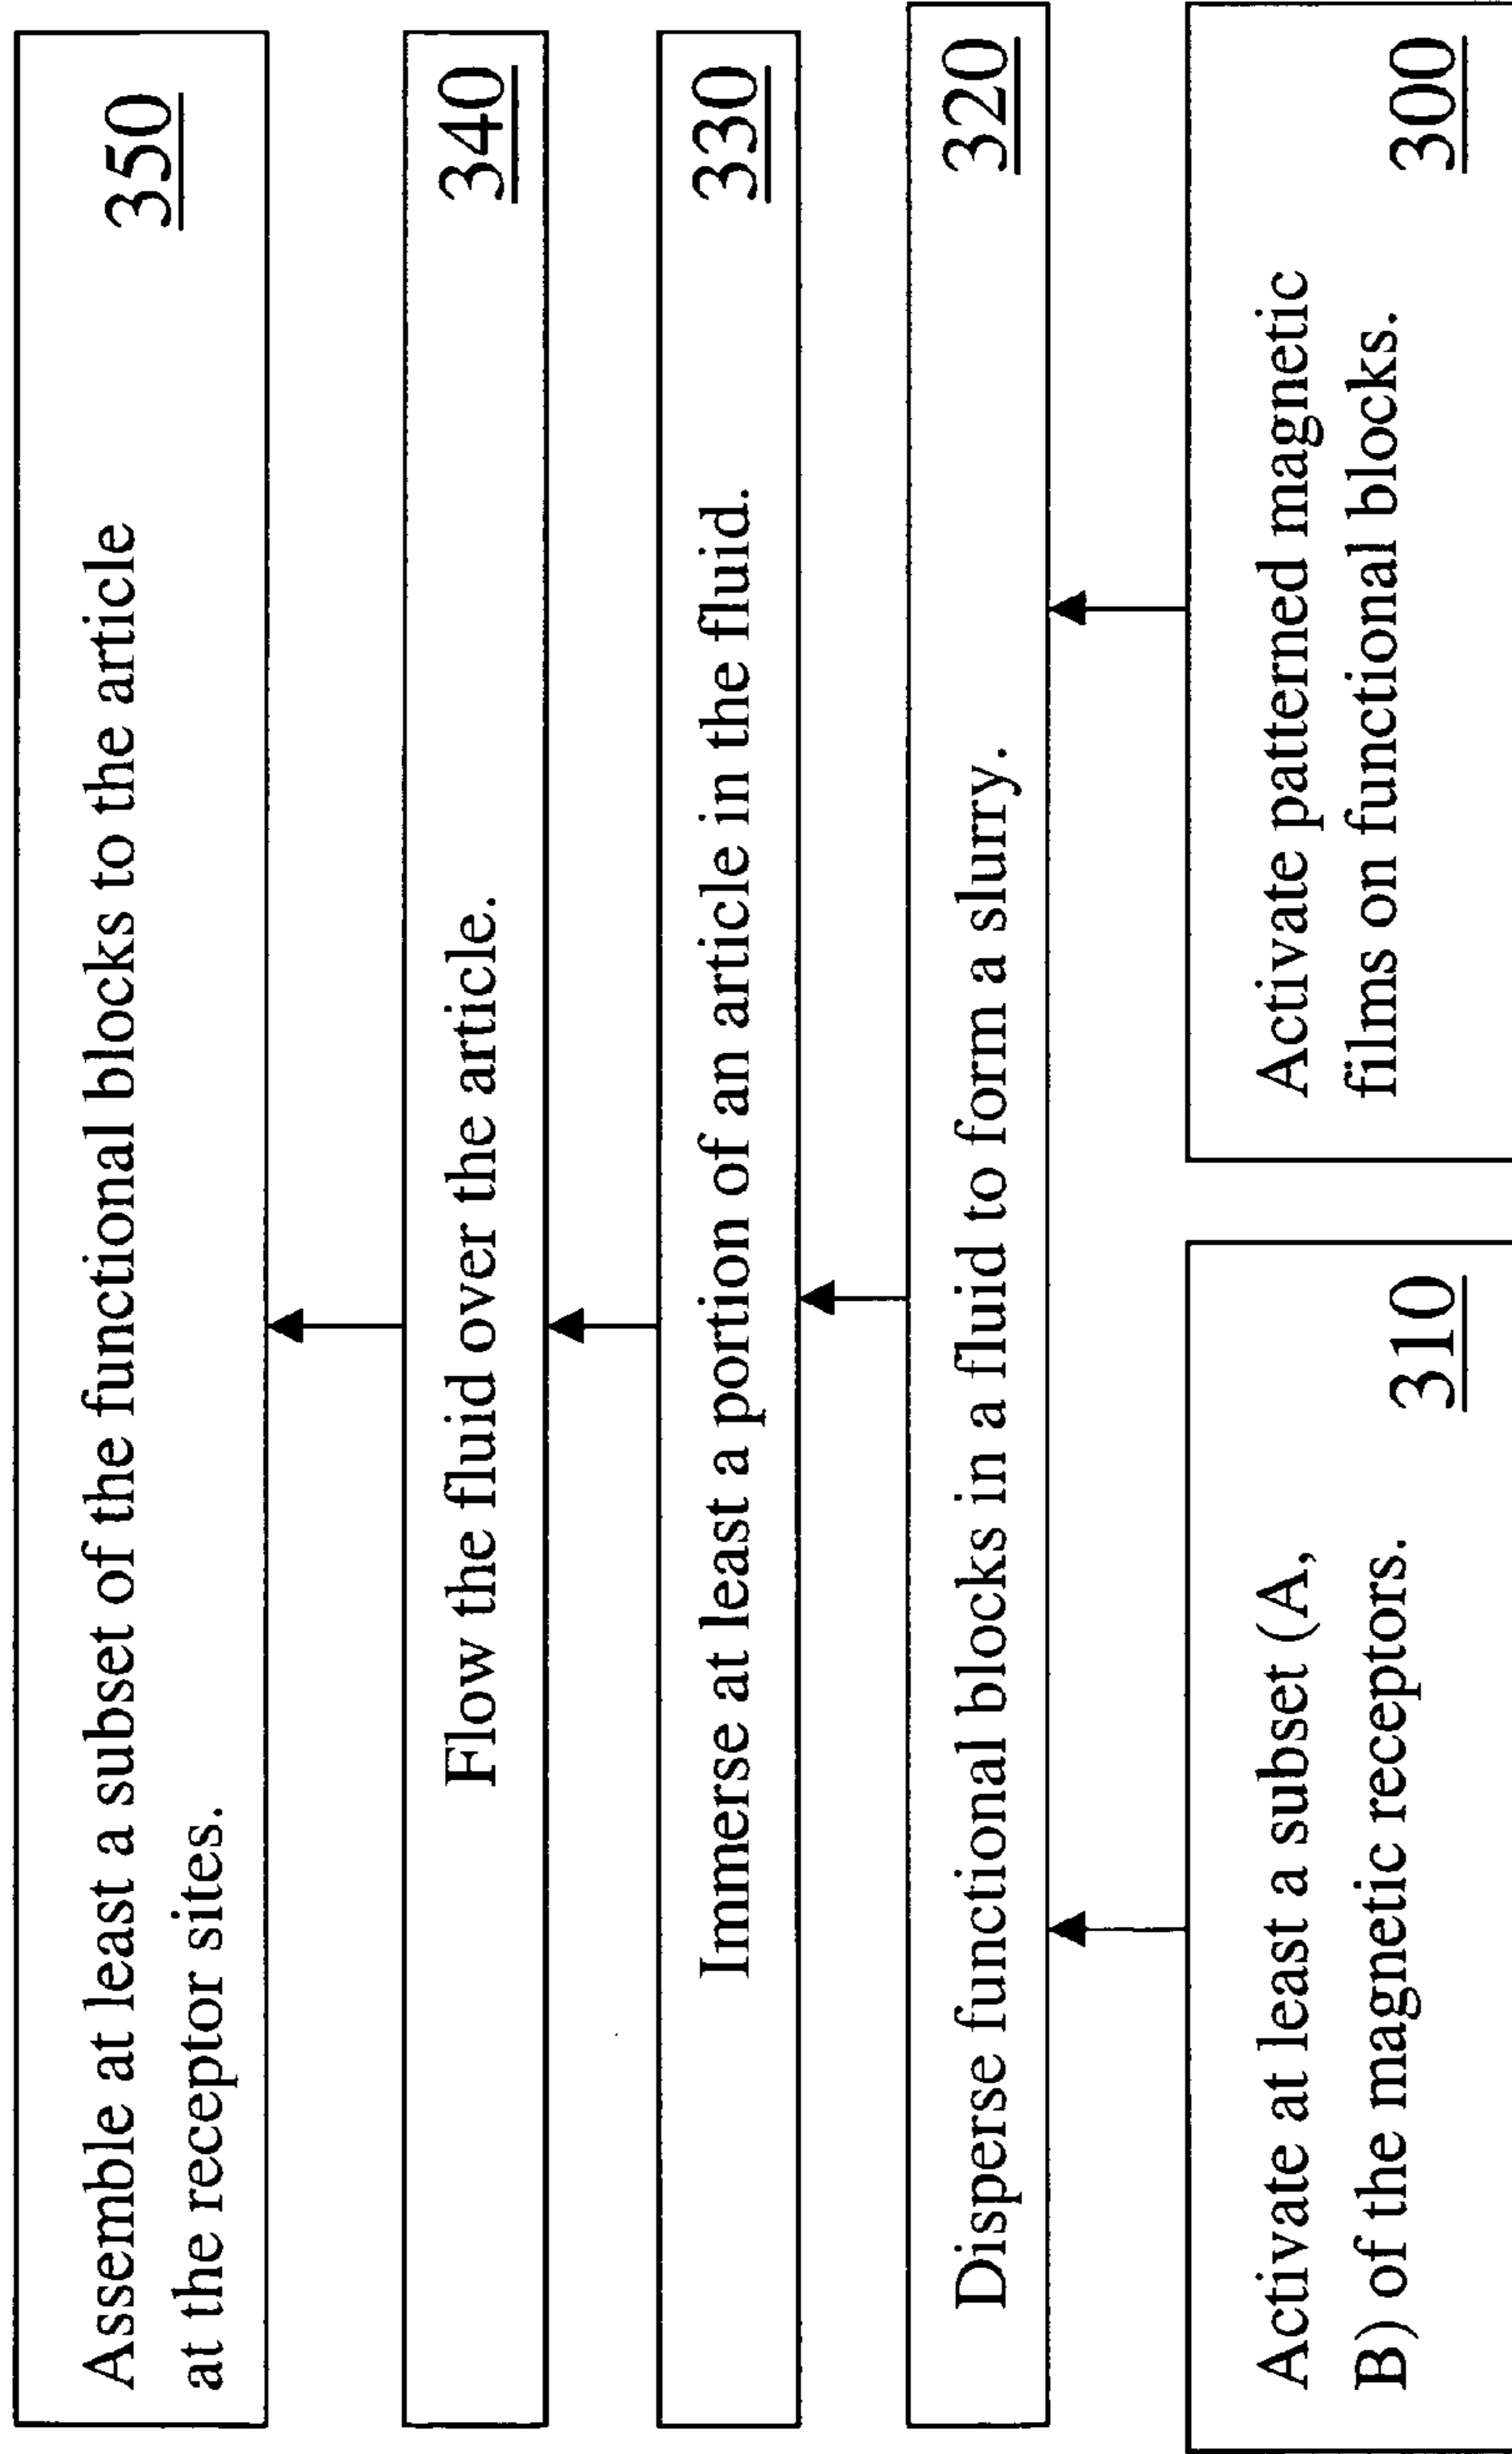 Assemble at least a subset of the functional blocks to the article
at the receptor sites.
350
Flow the fluid over the article.
340
Immerse at least a portion of an article in the fluid.
330
Disperse functional blocks in a fluid to form a slurry.
320
Activate at least a subset (A,
B) of the magnetic receptors.
310
Activate patterned magnetic
films on functional blocks.
300